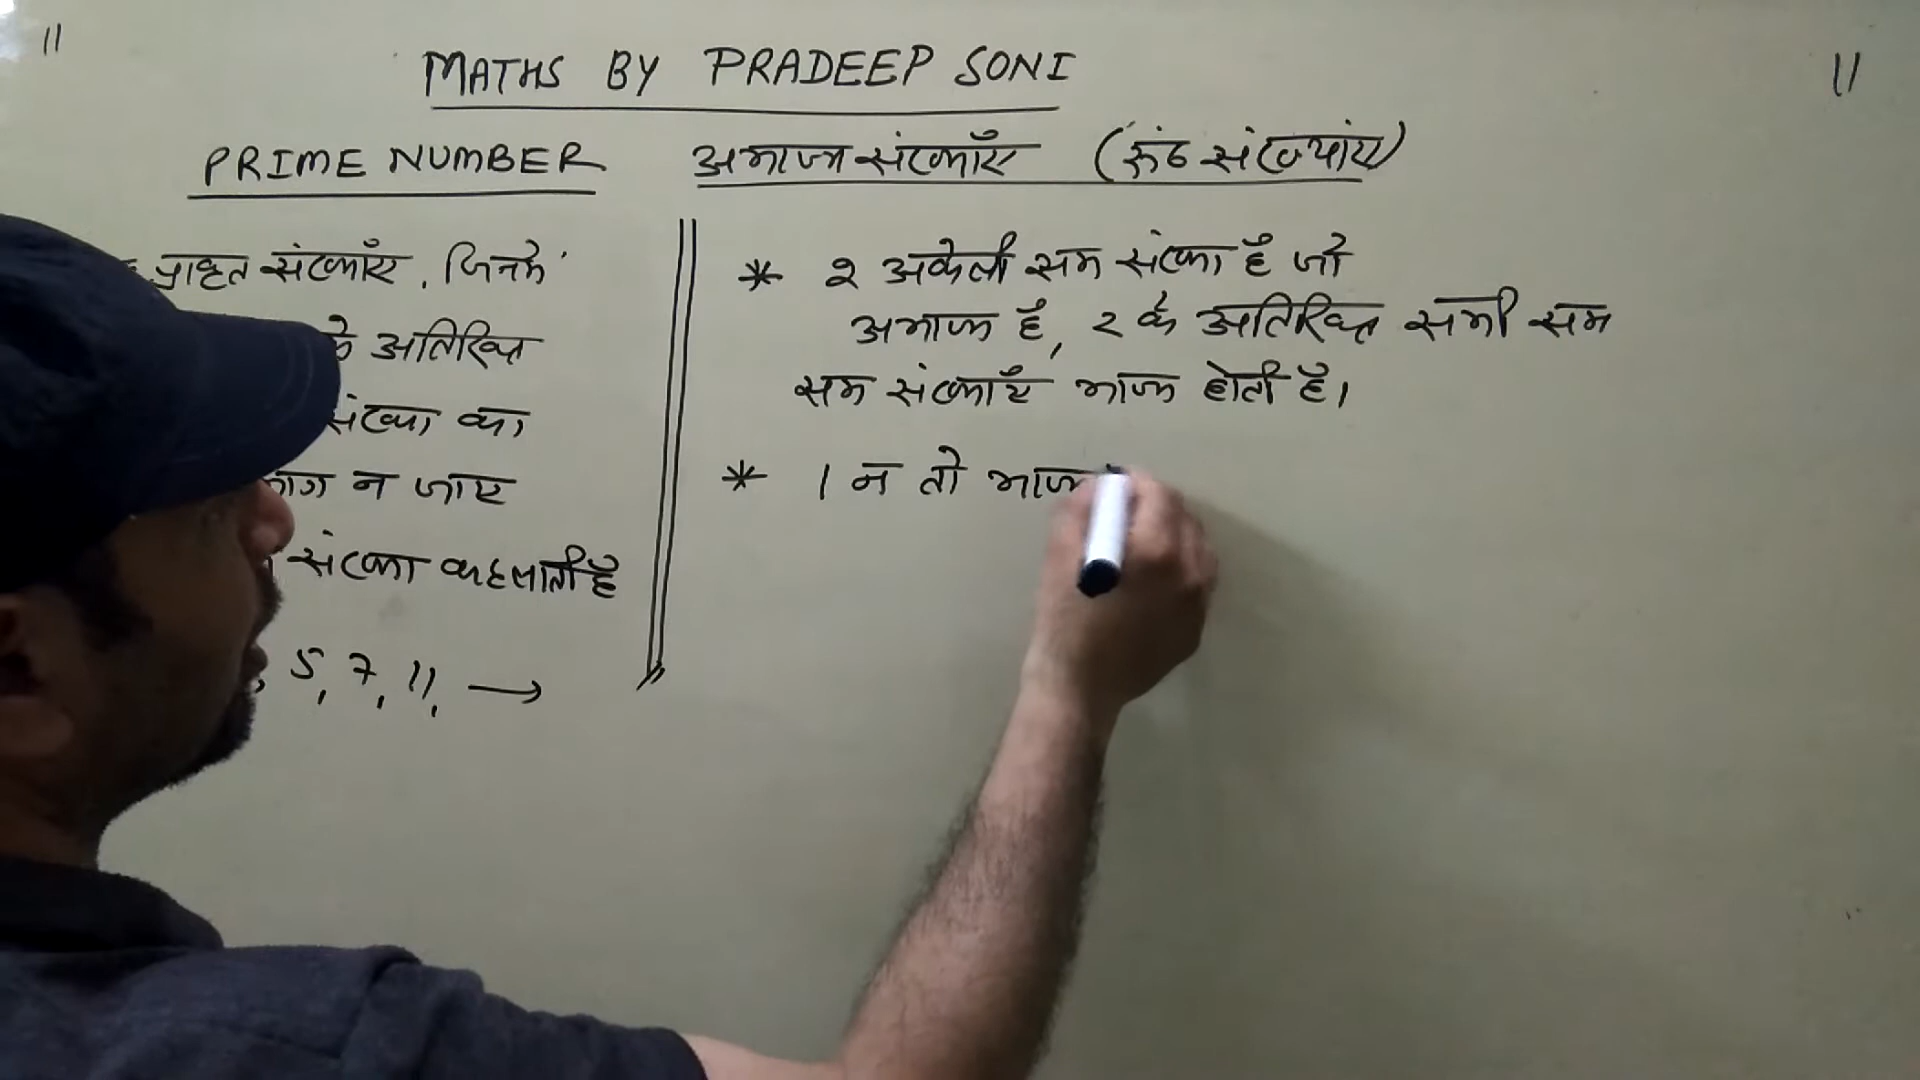 11
11
MATHS BY PRADEEP SONI
PRIME NUMBER अभाज्य संख्याएँ (रूढ संख्यांए)
प्राकृत संख्याएँ, जिनके
के अतिरिक्त
संख्या का
भाग न जाए
संख्या कहलाती है
5, 7, 11, →
* २ अकेली सम संख्या है जो
अभाज्य है, 2 के अतिरिक्त सभी सम
सम संख्याएँ भाज्य होती है।
* 1 न तो भाज्य